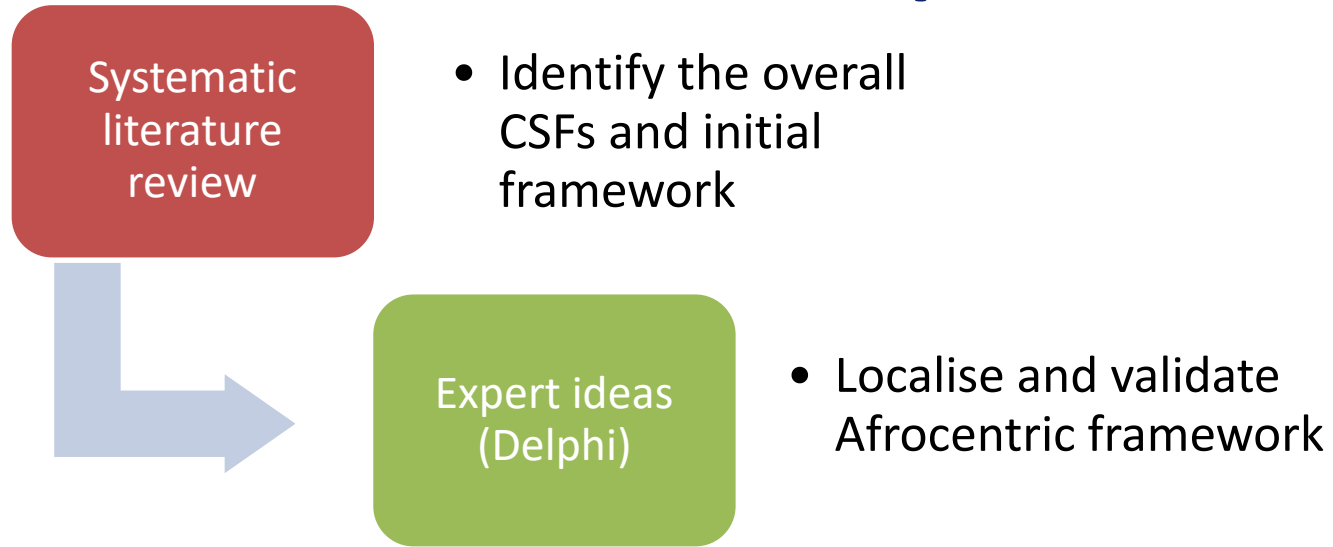 Systematic
literature
review
• Identify the overall
CSFs and initial
framework
Expert ideas
(Delphi)
• Localise and validate
Afrocentric framework